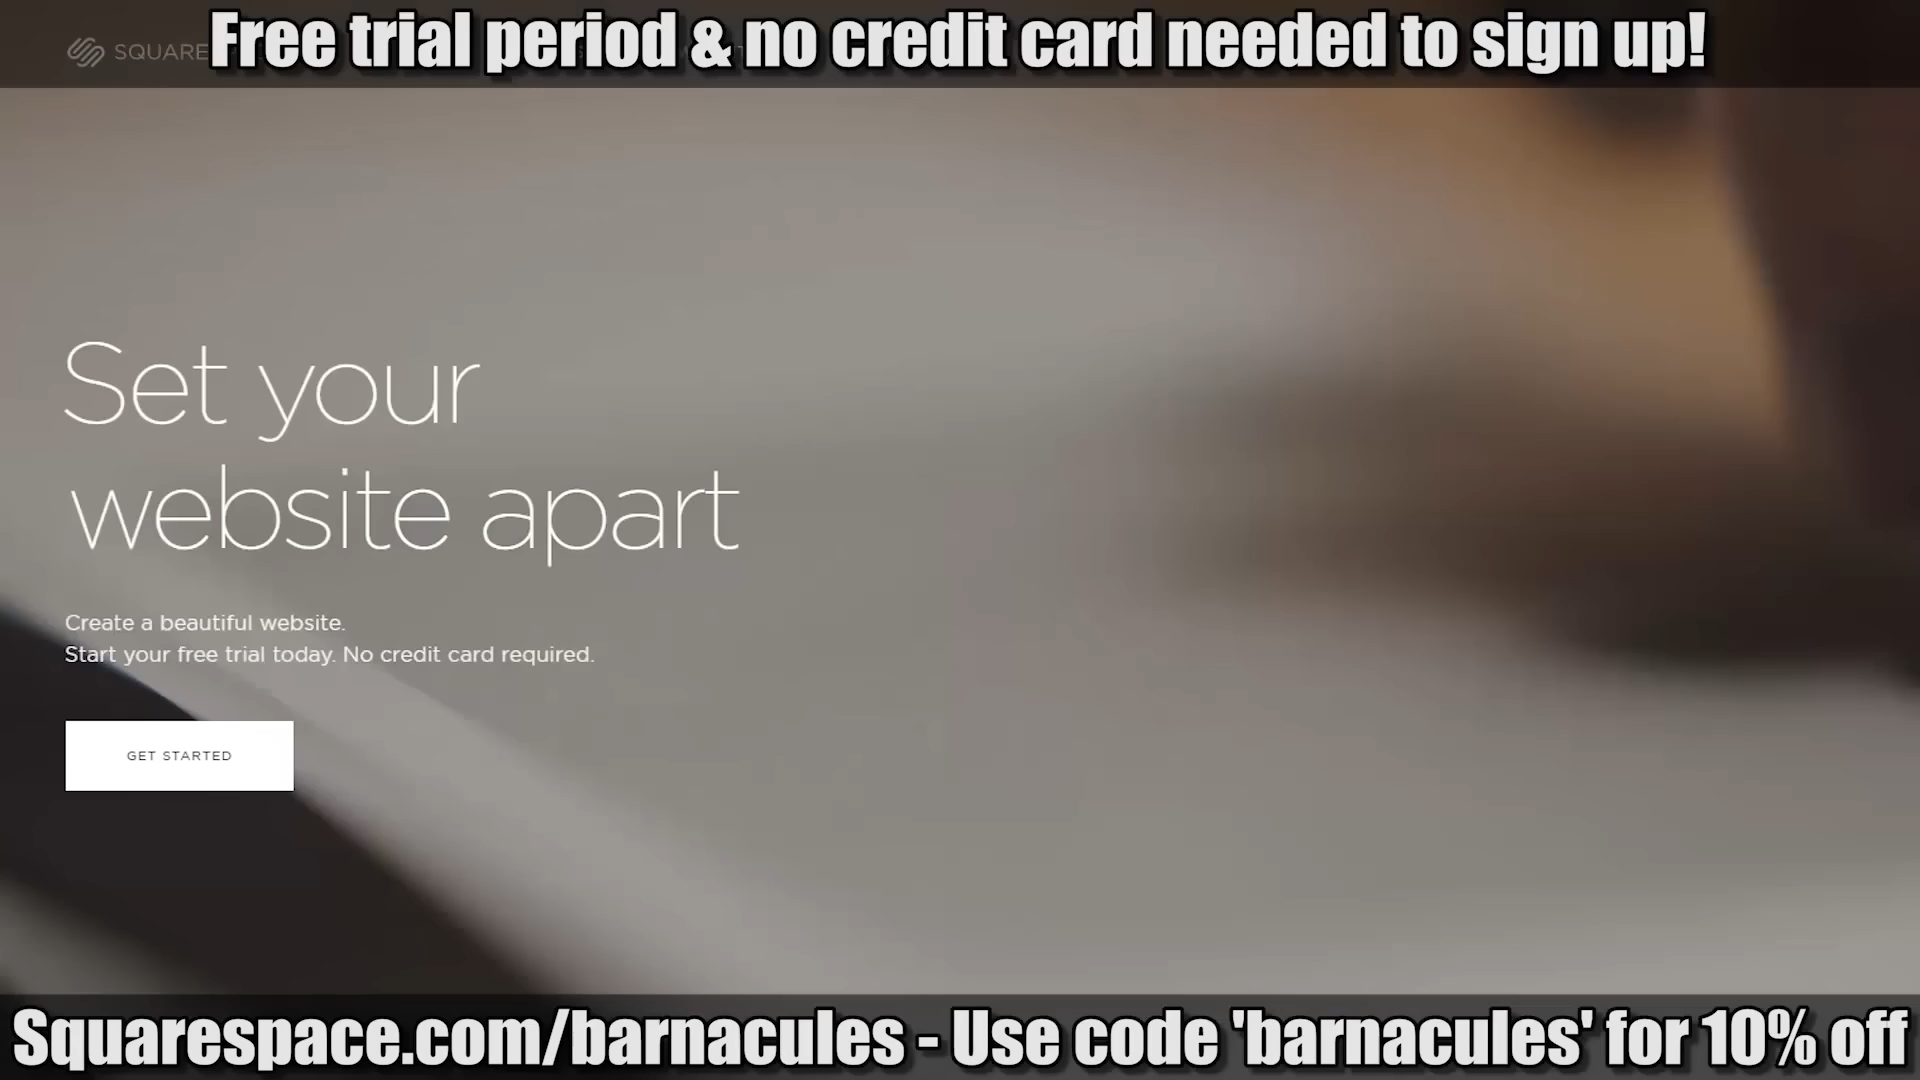 Free trial period & no credit card needed to sign up!
SQUARE
Set your
website apart
Create a beautiful website.
Start your free trial today. No credit card required.
GET STARTED
Squarespace.com/barnacules - Use code 'barnacules' for 10% off